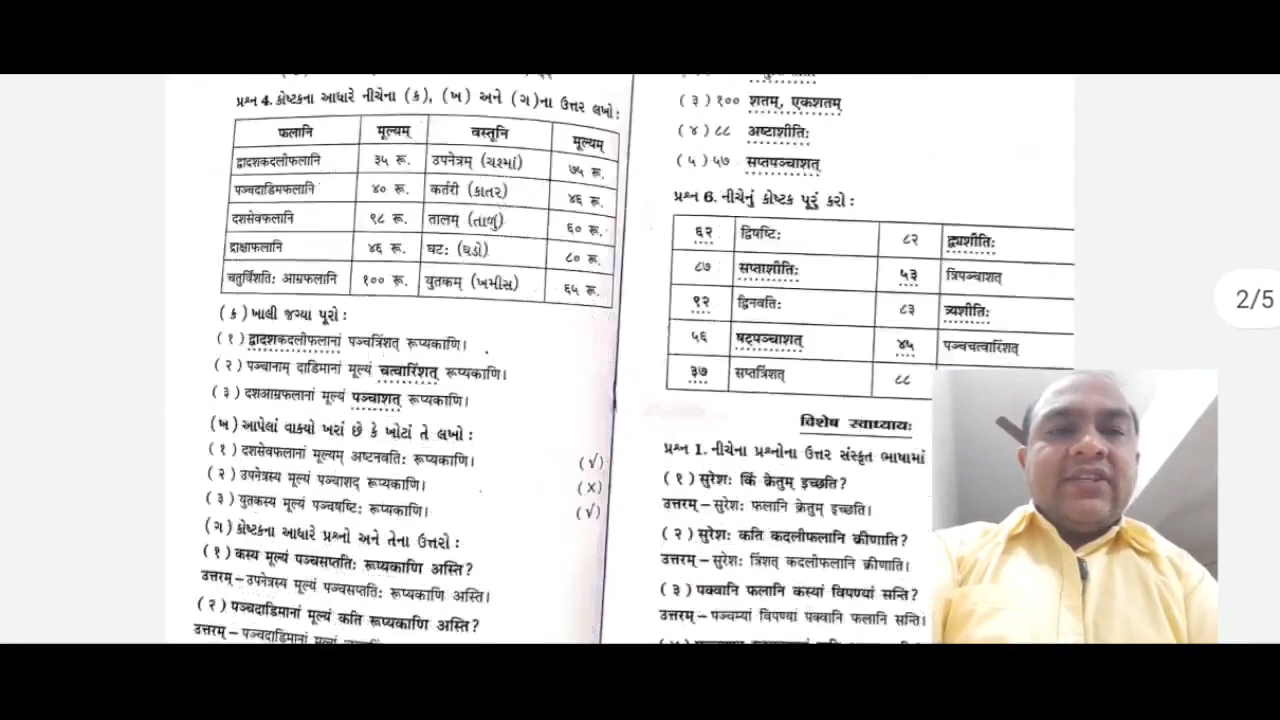 પ્રશ્ન 4. કોષ્ટકના આધારે નીચેના (ક), (ખ) અને (ગ)ના ઉત્તર લખો :
फलानि मूल्यम् वस्तूनि मूल्यम्
द्वादशकदलीफलानि ३५ रू. उपनेत्रम् (ચશ્માં) ७५ रू.
पञ्चदाडिमफलानि ४० रू. कर्तरी (કાતર) ४६ रू.
दशसेवफलानि ९८ रू. तालम् (તાળું) ६० रू.
द्राक्षाफलानि ४६ रू. घटः (ઘડો) ८० रू.
चतुर्विंशतिः आम्रफलानि १०० रू. युतकम् (ખમીસ) ६५ रू.
(ક) ખાલી જગ્યા પૂરો :
(१) द्वादशकदलीफलानां पञ्चत्रिंशत् रूप्यकाणि।
(२) पञ्चानाम् दाडिमानां मूल्यं चत्वारिंशत् रूप्यकाणि।
(३) दशआम्रफलानां मूल्यं पञ्चाशत् रूप्यकाणि।
(ખ) આપેલાં વાક્યો ખરાં છે કે ખોટાં તે લખો :
(१) दशसेवफलानां मूल्यम् अष्टनवतिः रूप्यकाणि। (√)
(२) उपनेत्रस्य मूल्यं पञ्चाशद् रूप्यकाणि। (X)
(३) युतकस्य मूल्यं पञ्चषष्टिः रूप्यकाणि। (√)
(ગ) કોષ્ટકના આધારે પ્રશ્નો અને તેના ઉત્તરો :
(१) कस्य मूल्यं पञ्चसप्ततिः रूप्यकाणि अस्ति?
उत्तरम् – उपनेत्रस्य मूल्यं पञ्चसप्ततिः रूप्यकाणि अस्ति।
(२) पञ्चदाडिमानां मूल्यं कति रूप्यकाणि अस्ति?
उत्तरम् – पञ्चदाडिमानां मूल्यं
(३) १०० शतम्, एकशतम्
(४) ८८ अष्टाशीतिः
(५) ५७ सप्तपञ्चाशत्
પ્રશ્ન 6. નીચેનું કોષ્ટક પૂરું કરો :
६२ द्विषष्टिः ८२ द्व्यशीतिः
८७ सप्ताशीतिः ५३ त्रिपञ्चाशत्
९२ द्विनवतिः ८३ त्र्यशीतिः
५६ षट्पञ्चाशत् ४५ पञ्चचत्वारिंशत्
३७ सप्तत्रिंशत् ८८
विशेष स्वाध्यायः
પ્રશ્ન 1. નીચેના પ્રશ્નોના ઉત્તર સંસ્કૃત ભાષામાં
(१) सुरेशः किं क्रेतुम् इच्छति?
उत्तरम् – सुरेशः फलानि क्रेतुम् इच्छति।
(२) सुरेशः कति कदलीफलानि क्रीणाति?
उत्तरम् – सुरेशः त्रिंशत् कदलीफलानि क्रीणाति।
(३) पक्वानि फलानि कस्यां विपण्यां सन्ति?
उत्तरम् – पञ्चम्यां विपण्यां पक्वानि फलानि सन्ति।
2/5